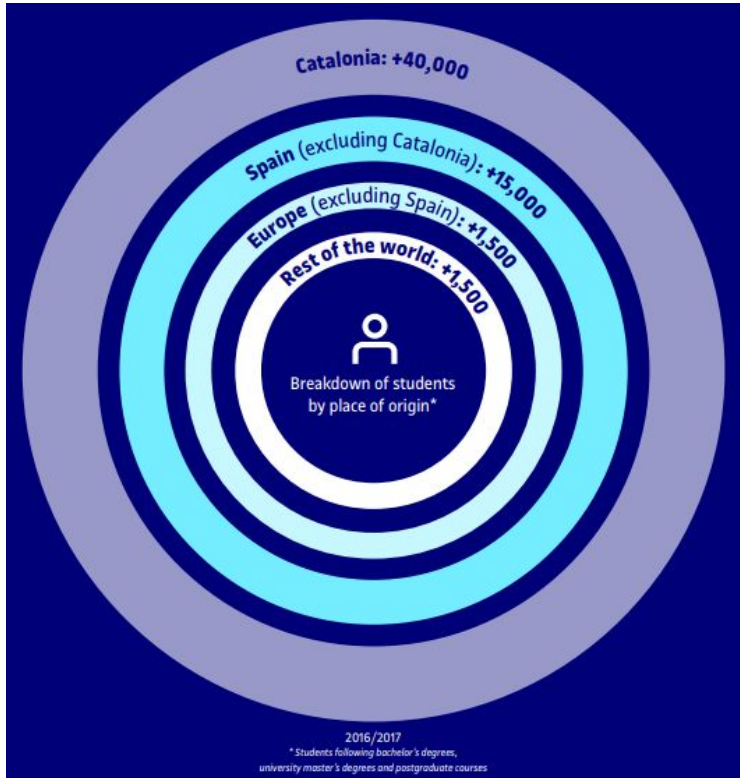 Catalonia: +40,000
Spain (excluding Catalonia): +15,000
Europe (excluding Spain): +1,500
Rest of the world: +1,500
Breakdown of students
by place of origin*
2016/2017
* Students following bachelor's degrees,
university master's degrees and postgraduate courses